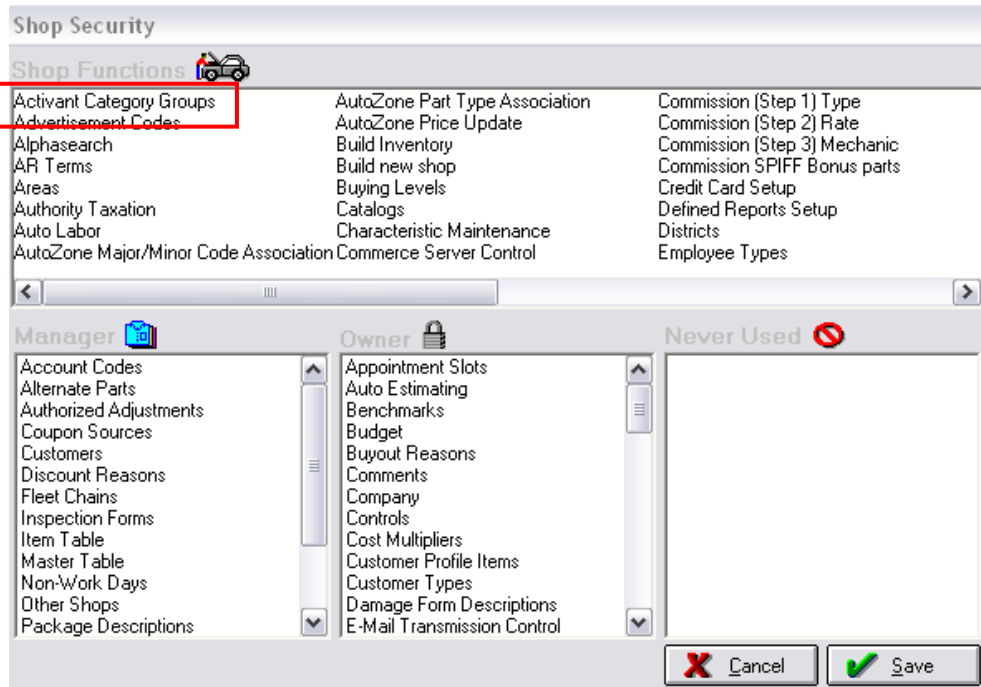 Shop Security
Shop Functions
Activant Category Groups
Advertisement Codes
Alphasearch
AR Terms
Areas
Authority Taxation
Auto Labor
AutoZone Major/Minor Code Association
AutoZone Part Type Association
AutoZone Price Update
Build Inventory
Build new shop
Buying Levels
Catalogs
Characteristic Maintenance
Commerce Server Control
Commission (Step 1) Type
Commission (Step 2) Rate
Commission (Step 3) Mechanic
Commission SPIFF Bonus parts
Credit Card Setup
Defined Reports Setup
Districts
Employee Types
Manager
Account Codes
Alternate Parts
Authorized Adjustments
Coupon Sources
Customers
Discount Reasons
Fleet Chains
Inspection Forms
Item Table
Master Table
Non-Work Days
Other Shops
Package Descriptions
Owner
Appointment Slots
Auto Estimating
Benchmarks
Budget
Buyout Reasons
Comments
Company
Controls
Cost Multipliers
Customer Profile Items
Customer Types
Damage Form Descriptions
E-Mail Transmission Control
Never Used
Cancel
Save